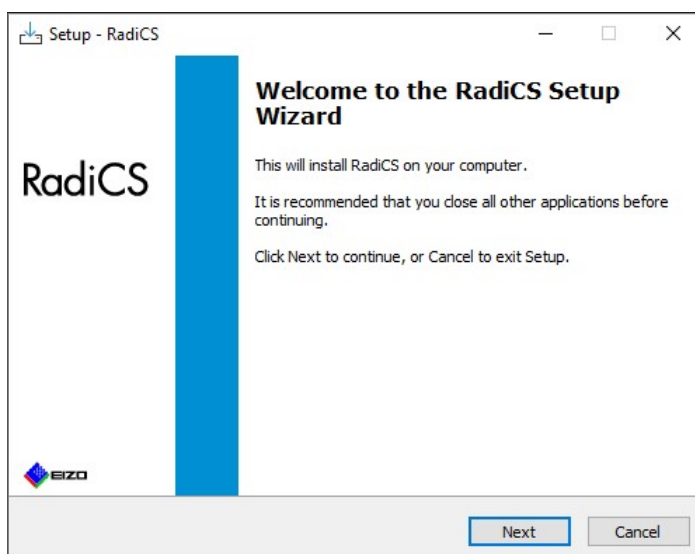 Setup - RadiCS
Welcome to the RadiCS Setup
Wizard
RadiCS
This will install RadiCS on your computer.
It is recommended that you close all other applications before
continuing.
Click Next to continue, or Cancel to exit Setup.
EIZO
Next
Cancel